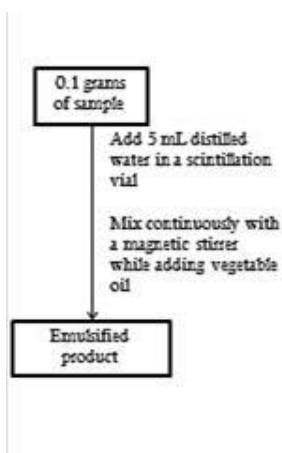 0.1 grams
of sample
Add 5 mL distilled
water in a scintillation
vial
Mix continuously with
a magnetic stirrer
while adding vegetable
oil
Emulsified
product